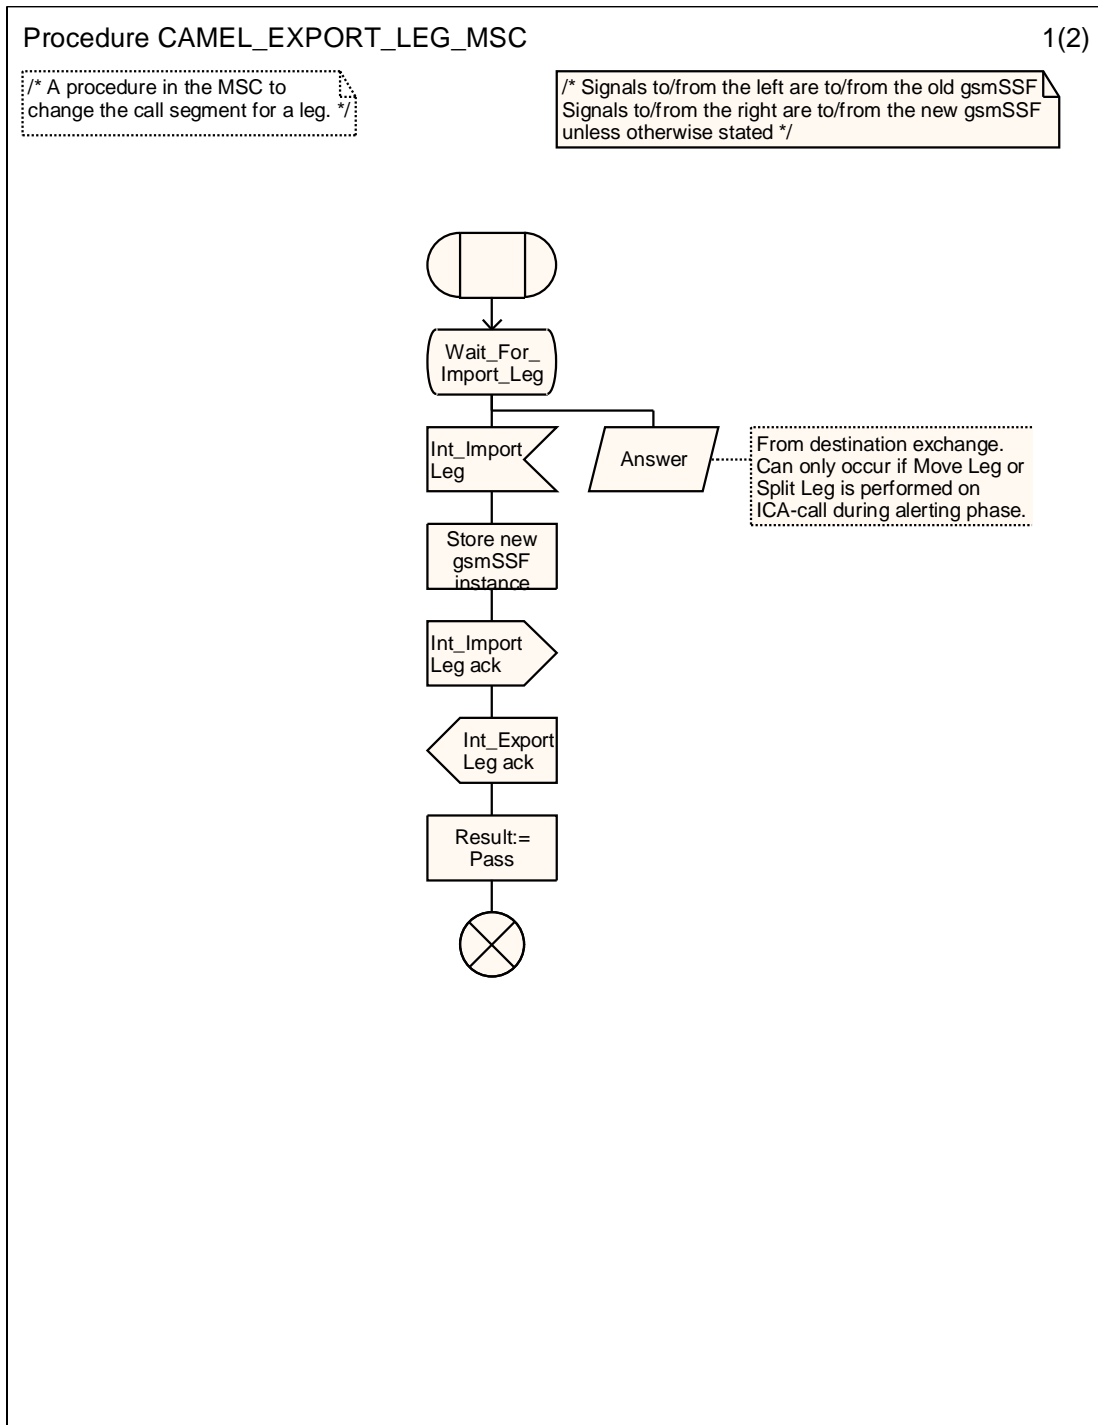 Procedure CAMEL_EXPORT_LEG_MSC
1(2)
/* A procedure in the MSC to
change the call segment for a leg. */
/* Signals to/from the left are to/from the old gsmSSF
Signals to/from the right are to/from the new gsmSSF
unless otherwise stated */
Wait_For_
Import_Leg
Int_Import
Leg
Answer
From destination exchange.
Can only occur if Move Leg or
Split Leg is performed on
ICA-call during alerting phase.
Store new
gsmSSF
instance
Int_Import
Leg ack
Int_Export
Leg ack
Result:=
Pass